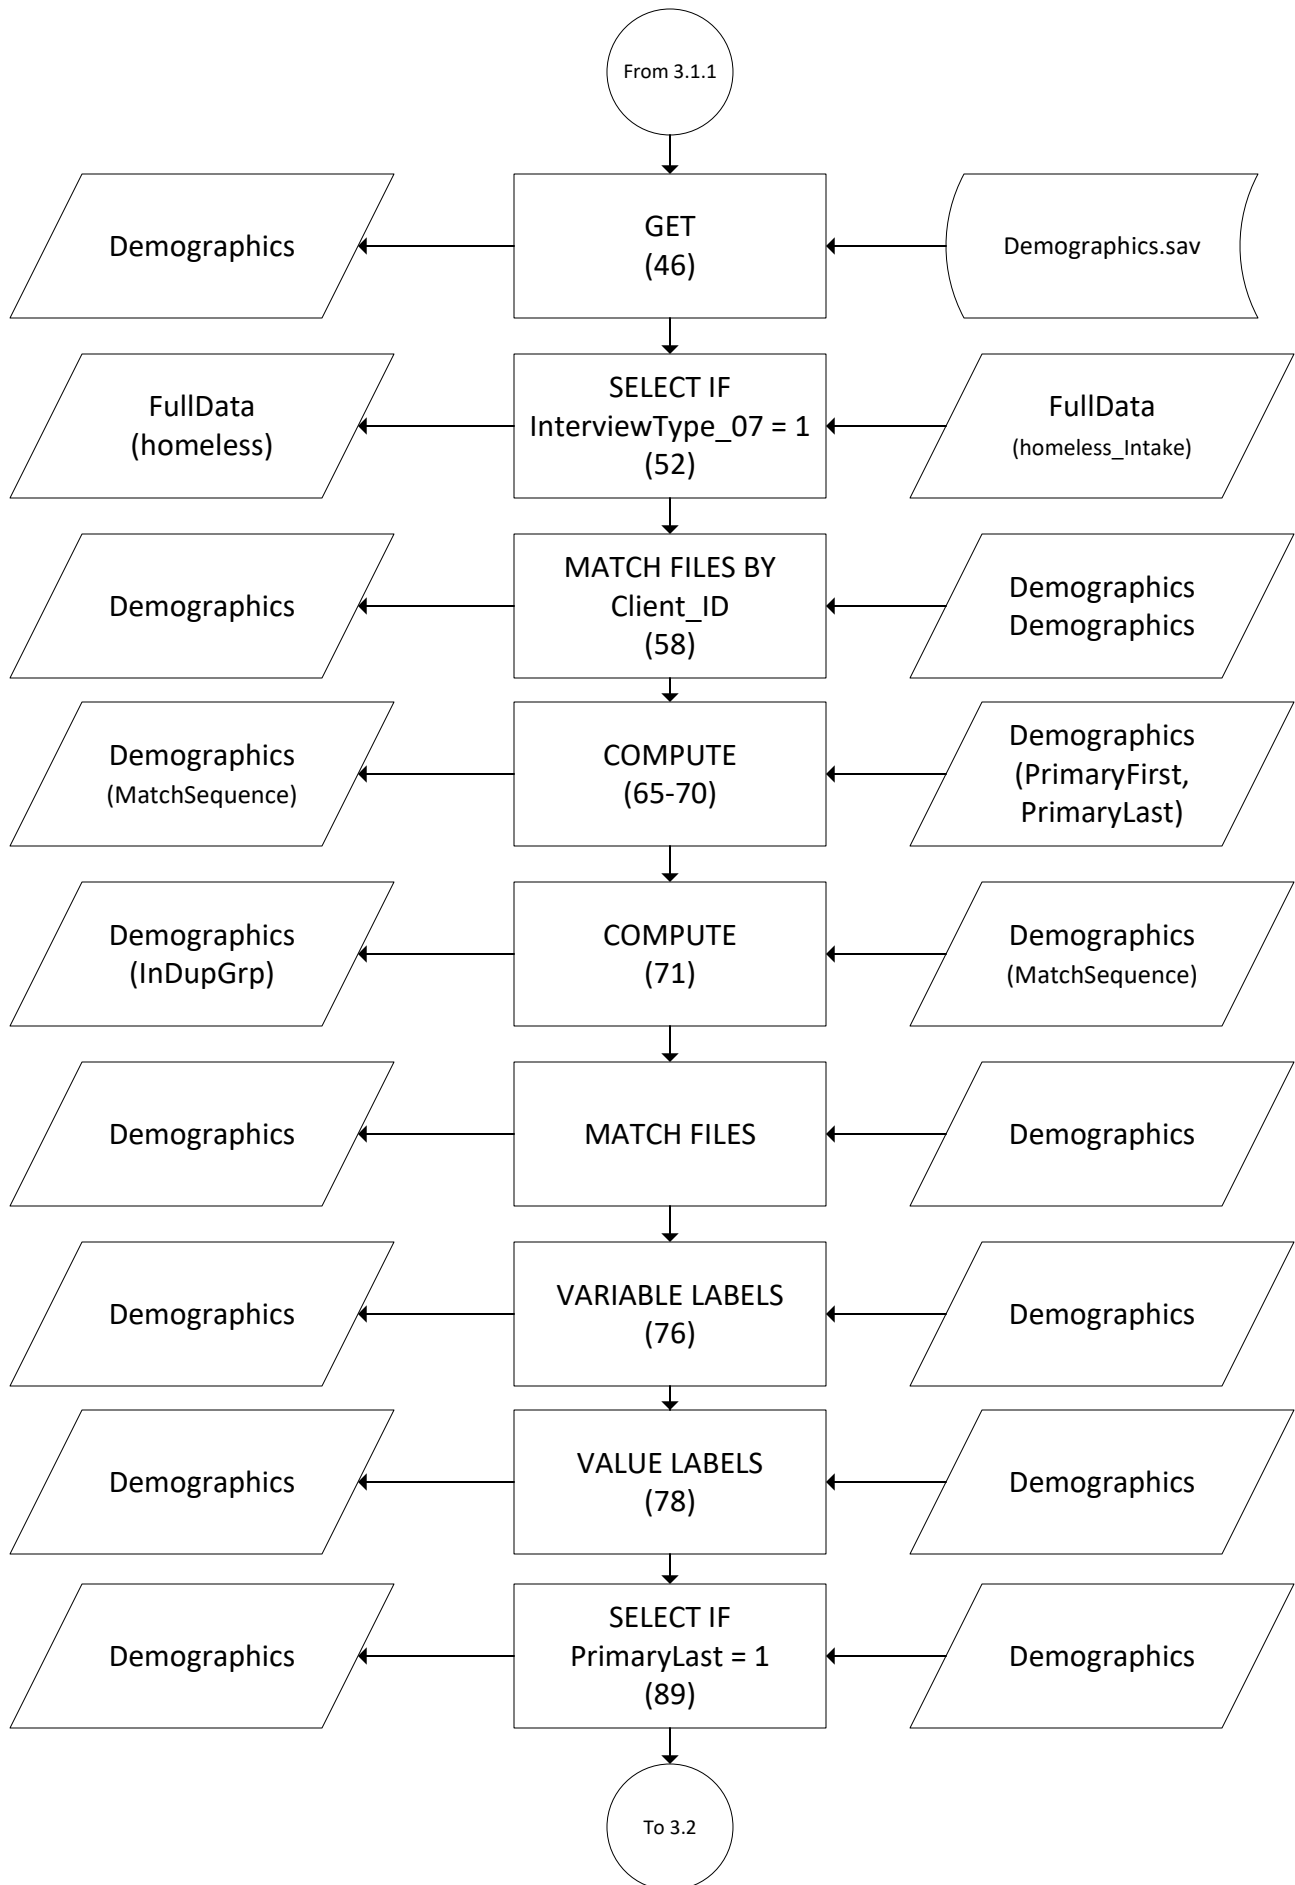 From 3.1.1
Demographics
GET
(46)
Demographics.sav
FullData
(homeless)
SELECT IF
InterviewType_07 = 1
(52)
FullData
(homeless_Intake)
Demographics
MATCH FILES BY
Client_ID
(58)
Demographics
Demographics
Demographics
(MatchSequence)
COMPUTE
(65-70)
Demographics
(PrimaryFirst,
PrimaryLast)
Demographics
(InDupGrp)
COMPUTE
(71)
Demographics
(MatchSequence)
Demographics
MATCH FILES
Demographics
Demographics
VARIABLE LABELS
(76)
Demographics
Demographics
VALUE LABELS
(78)
Demographics
Demographics
SELECT IF
PrimaryLast = 1
(89)
Demographics
To 3.2